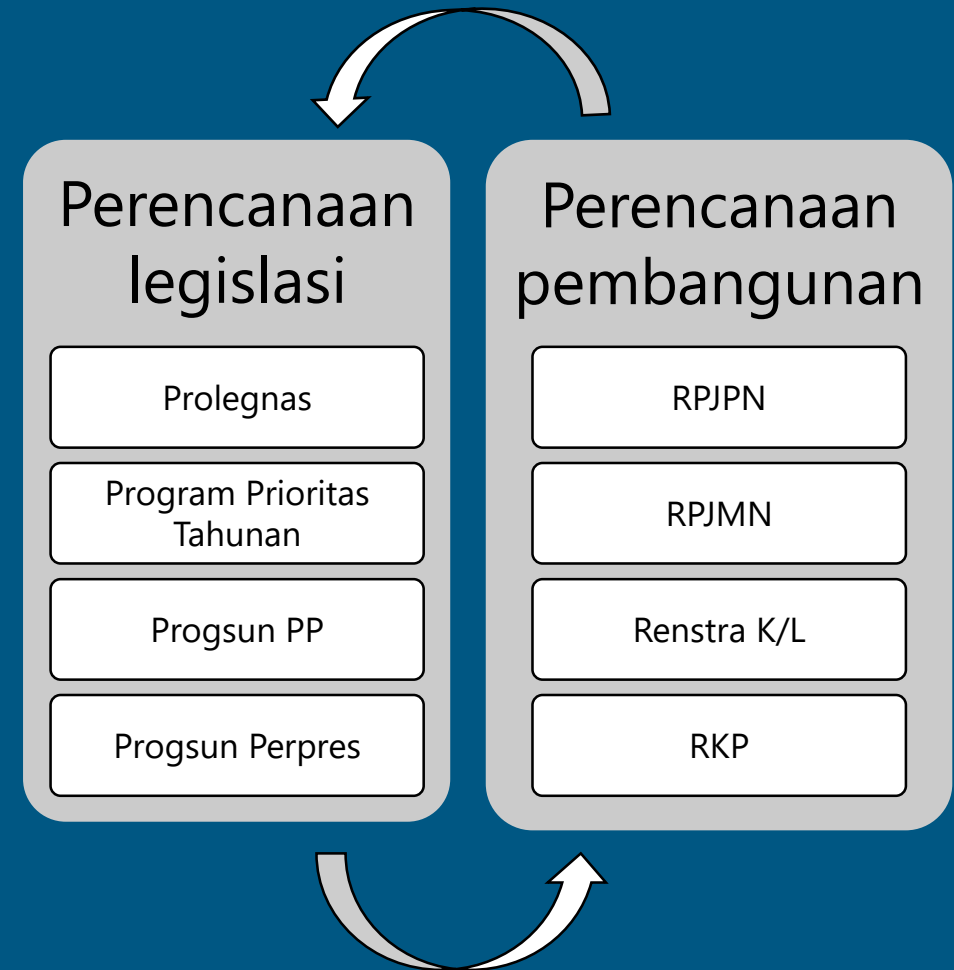 Perencanaan
legislasi
Prolegnas
Program Prioritas
Tahunan
Progsun PP
Progsun Perpres
Perencanaan
pembangunan
RPJPN
RPJMN
Renstra K/L
RKP